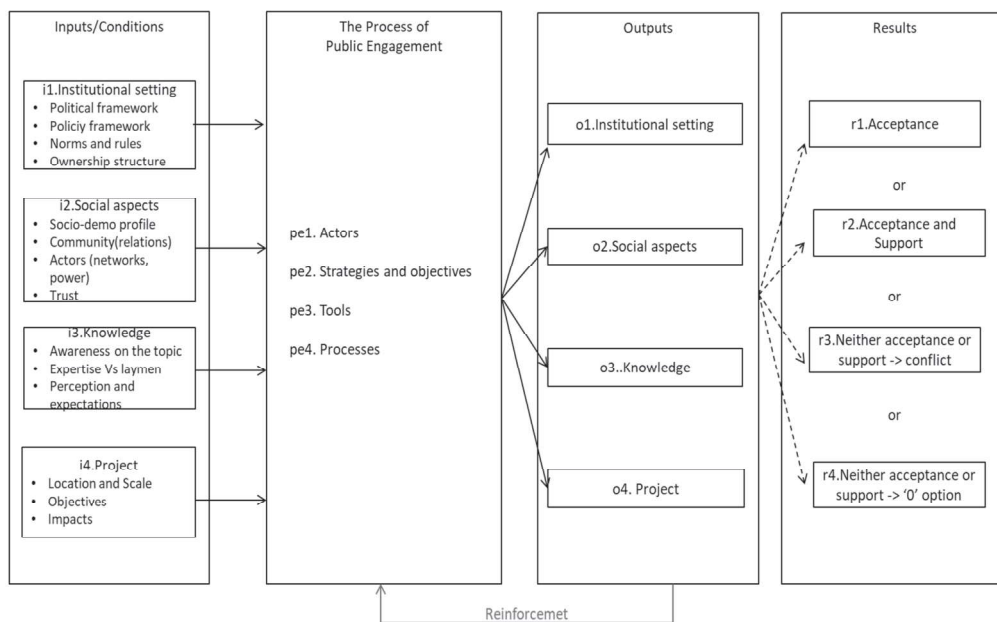 Inputs/Conditions
i1.Institutional setting
• Political framework
• Policiy framework
• Norms and rules
• Ownership structure
i2.Social aspects
• Socio-demo profile
• Community(relations)
• Actors (networks,
power)
• Trust
i3.Knowledge
• Awareness on the topic
• Expertise Vs laymen
• Perception and
expectations
i4.Project
• Location and Scale
• Objectives
• Impacts
The Process of
Public Engagement
pe1. Actors
pe2. Strategies and objectives
pe3. Tools
pe4. Processes
Outputs
o1.Institutional setting
o2.Social aspects
o3..Knowledge
o4. Project
Results
r1.Acceptance
or
r2.Acceptance and
Support
or
r3.Neither acceptance or
support -> conflict
or
r4.Neither acceptance or
support -> ‘0’ option
Reinforcemet